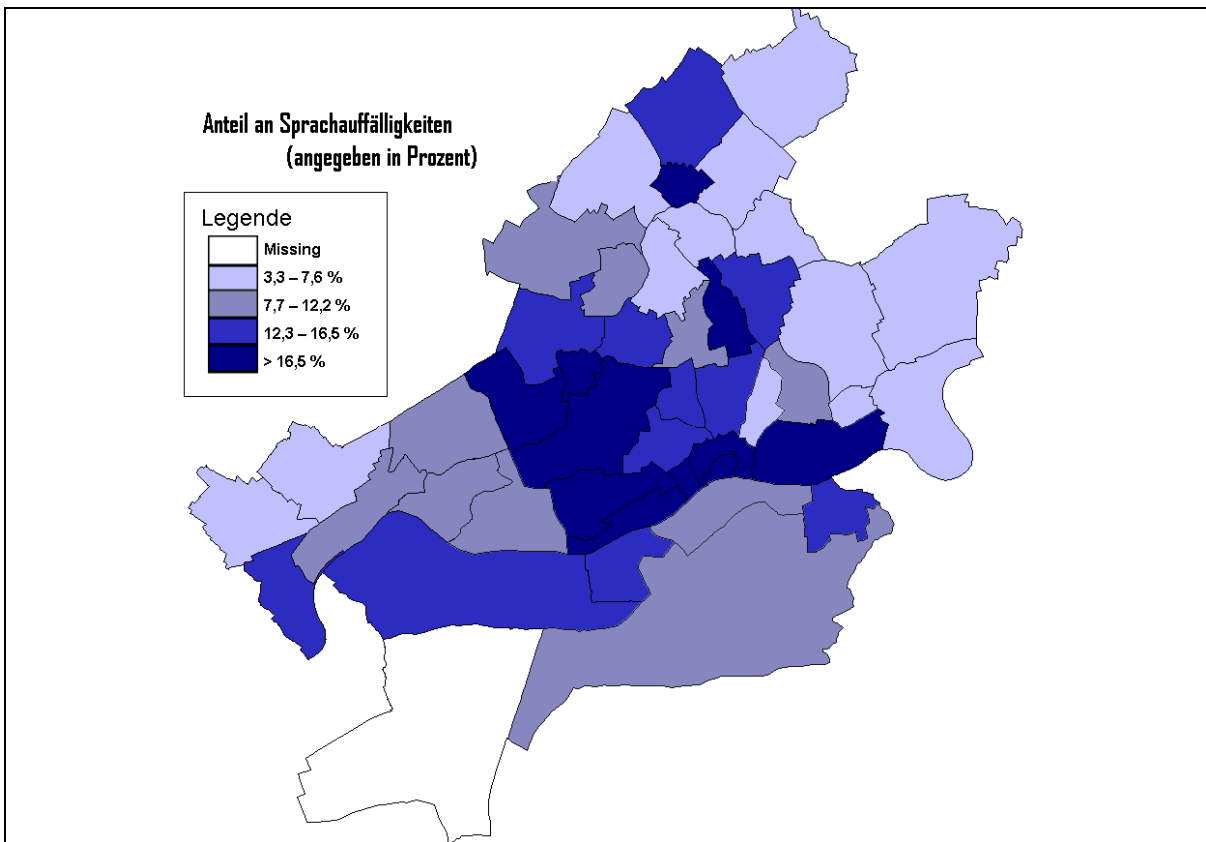 Anteil an Sprachauffälligkeiten
(angegeben in Prozent)
Legende
Missing
3,3 – 7,6 %
7,7 – 12,2 %
12,3 – 16,5 %
> 16,5 %